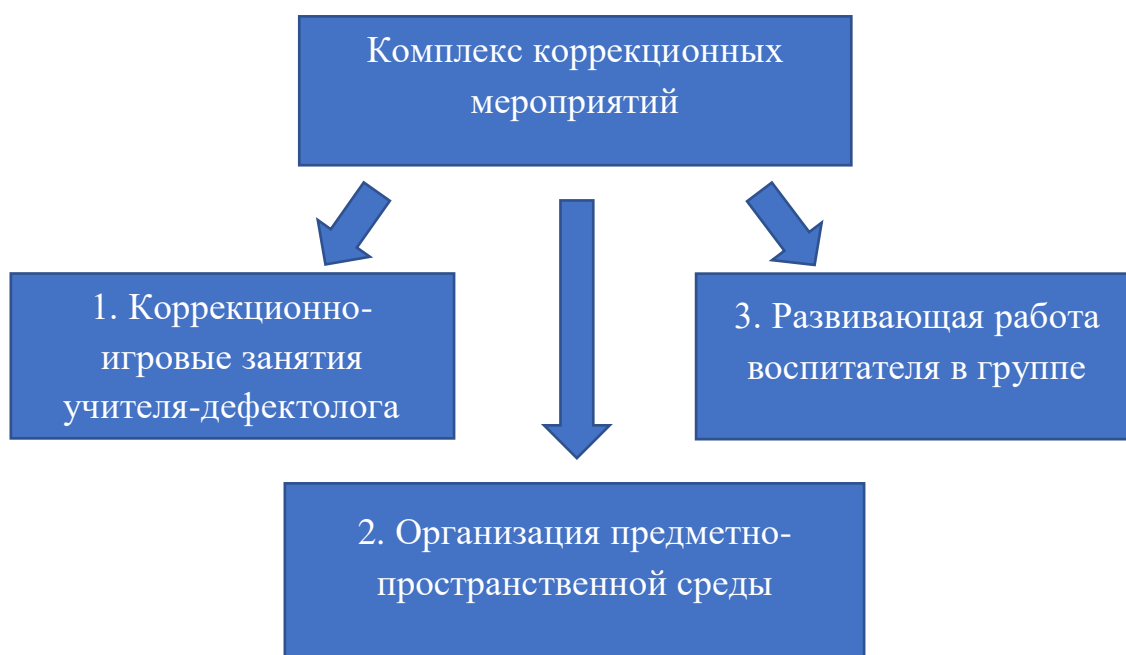 Комплекс коррекционных
мероприятий
1. Коррекционно-
игровые занятия
учителя-дефектолога
3. Развивающая работа
воспитателя в группе
2. Организация предметно-
пространственной среды